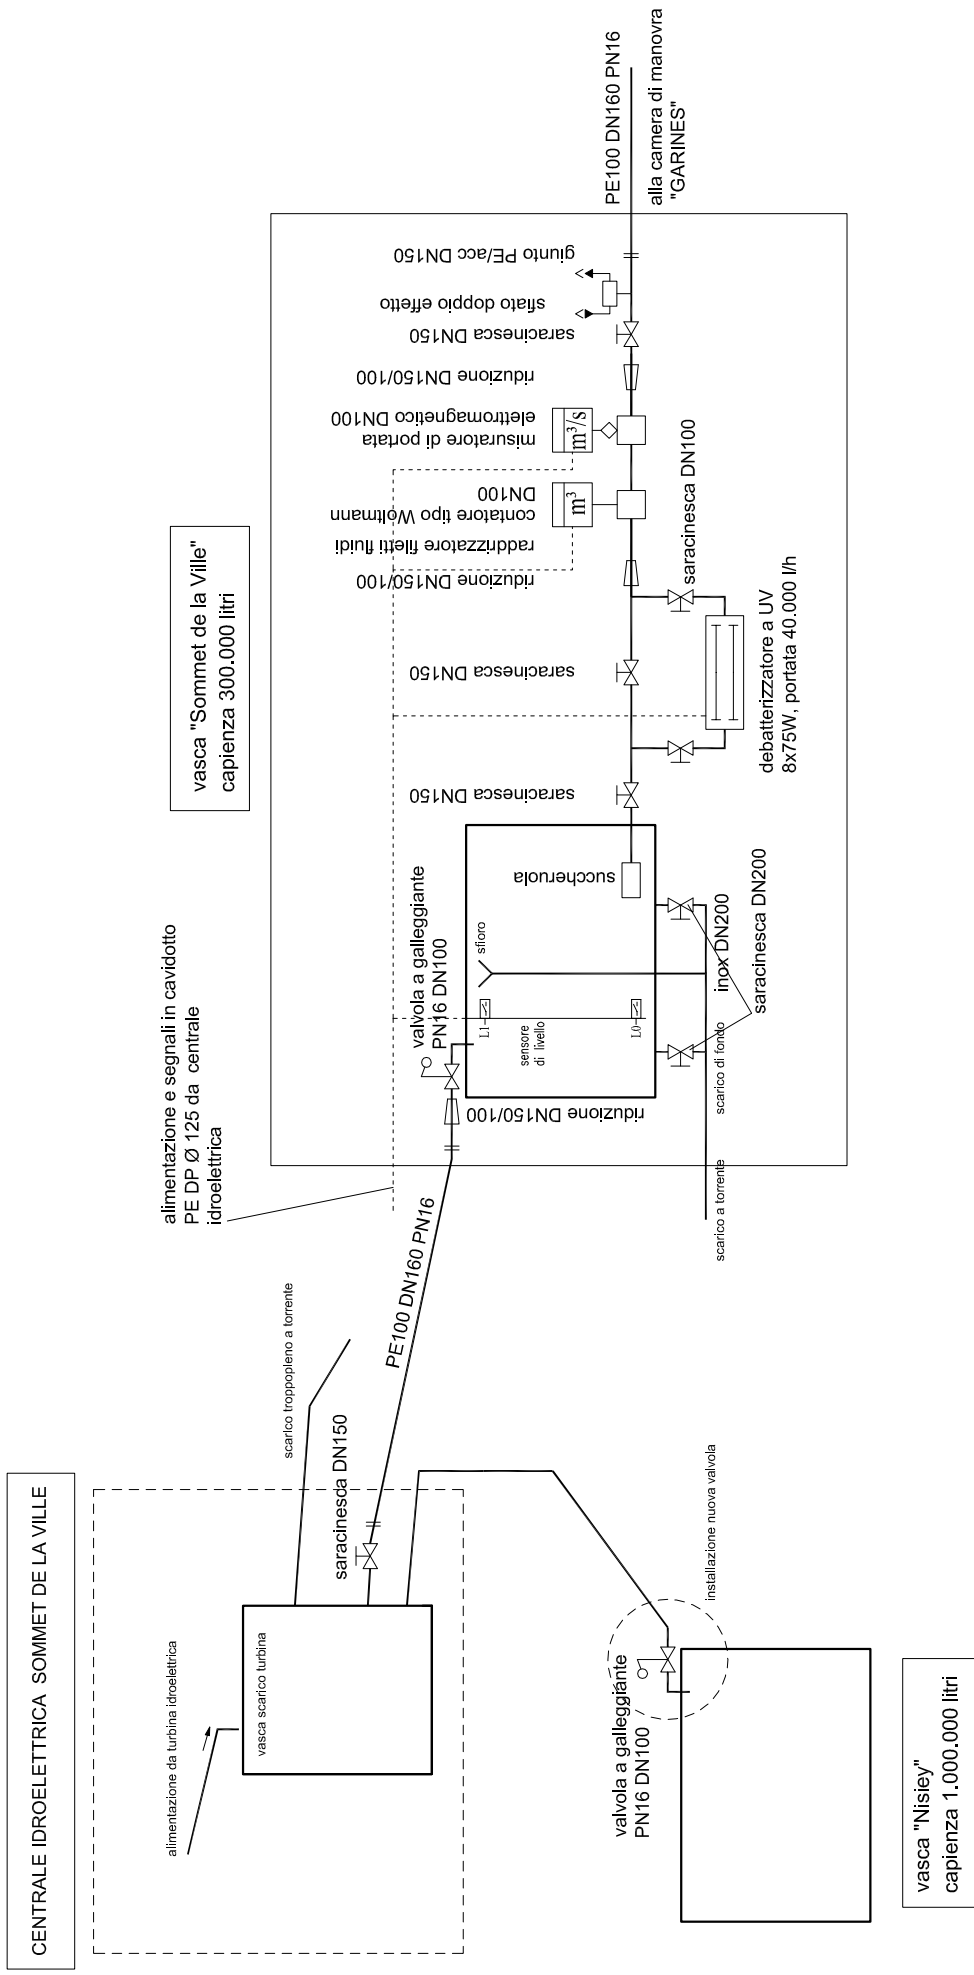 CENTRALE IDROELETTRICA SOMMET DE LA VILLE
alimentazione da turbina idroelettrica
vasca scarico turbina
scarico troppopieno a torrente
saracinesca DN150
PE100 DN160 PN16
installazione nuova valvola
valvola a galleggiante
PN16 DN100
vasca "Nisiey"
capienza 1.000.000 litri
alimentazione e segnali in cavidotto
PE DP Ø 125 da centrale
idroelettrica
vasca "Sommet de la Ville"
capienza 300.000 litri
valvola a galleggiante
PN16 DN100
riduzione DN150/100
L1
sensore
di livello
L0
sfioro
succheruola
scarico a torrente
scarico di fondo
inox DN200
saracinesca DN200
saracinesca DN150
saracinesca DN150
debatterizzatore a UV
8x75W, portata 40.000 l/h
saracinesca DN100
riduzione DN150/100
raddrizzatore filetti fluidi
contatore tipo Woltmann
DN100
m³
misuratore di portata
elettromagnetico DN100
m³/s
riduzione DN150/100
saracinesca DN150
sfiato doppio effetto
giunto PE/acc DN150
PE100 DN160 PN16
alla camera di manovra
"GARINES"